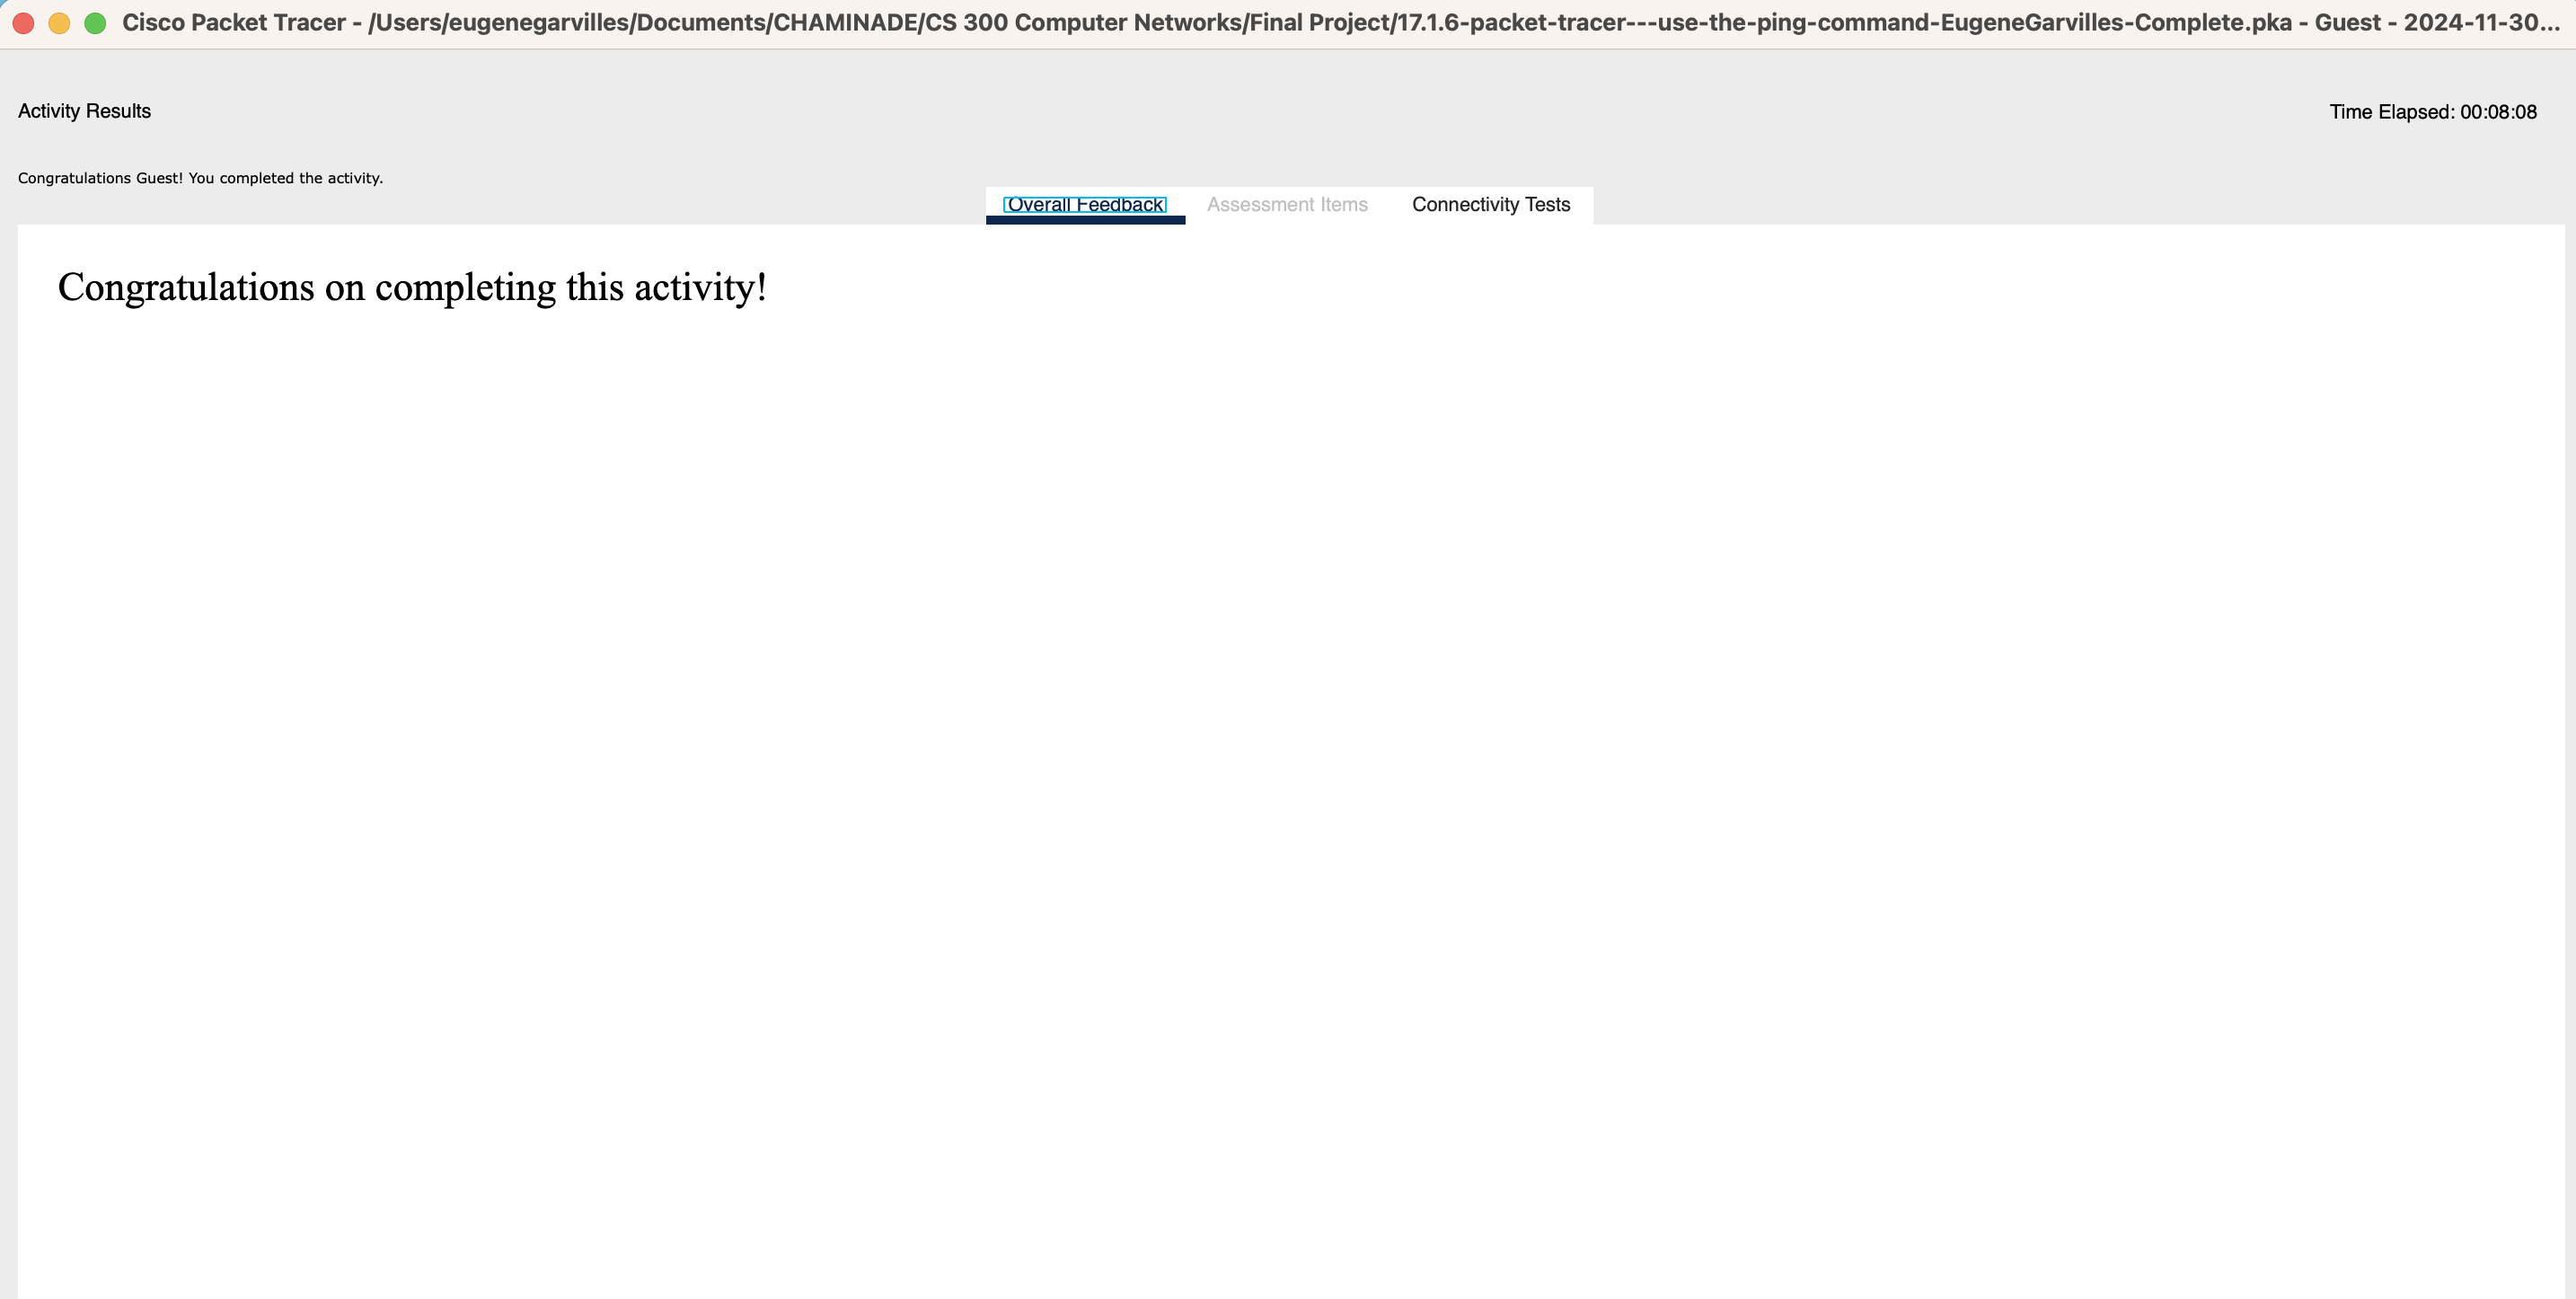 Cisco Packet Tracer - /Users/eugenegarvilles/Documents/CHAMINADE/CS 300 Computer Networks/Final Project/17.1.6-packet-tracer---use-the-ping-command-EugeneGarvilles-Complete.pka - Guest - 2024-11-30...
Activity Results
Time Elapsed: 00:08:08
Congratulations Guest! You completed the activity.
Overall Feedback Assessment Items Connectivity Tests
Congratulations on completing this activity!